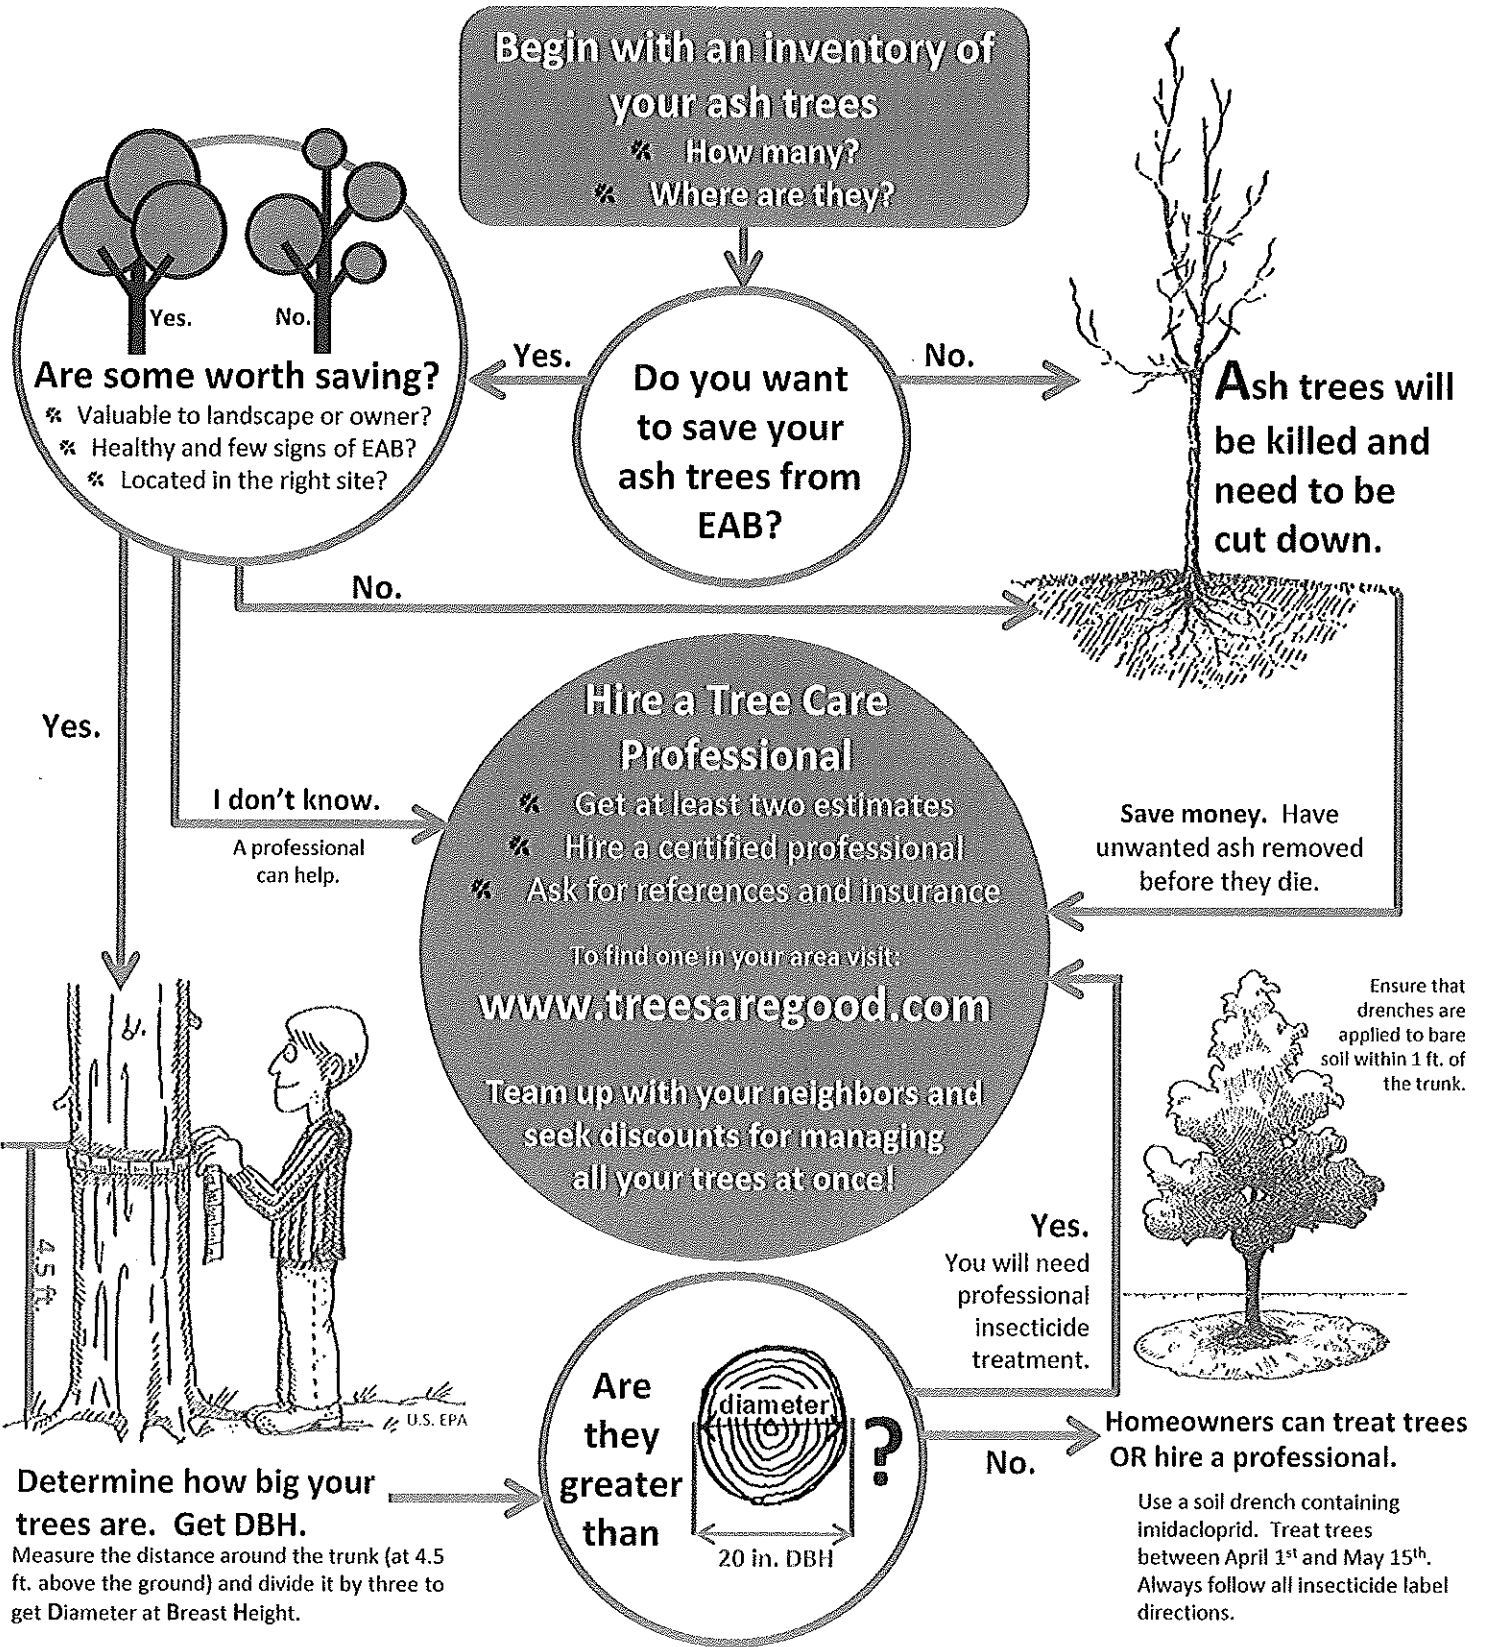 Begin with an inventory of
your ash trees
How many?
Where are they?
Yes.
No.
Are some worth saving?
Valuable to landscape or owner?
Healthy and few signs of EAB?
Located in the right site?
Yes.
Do you want
to save your
ash trees from
EAB?
No.
Ash trees will
be killed and
need to be
cut down.
No.
Yes.
I don't know.
A professional
can help.
Hire a Tree Care
Professional
Get at least two estimates
Hire a certified professional
Ask for references and insurance
To find one in your area visit:
www.treesaregood.com
Team up with your neighbors and
seek discounts for managing
all your trees at once!
Save money. Have
unwanted ash removed
before they die.
Ensure that
drenches are
applied to bare
soil within 1 ft. of
the trunk.
4.5 ft.
U.S. EPA
Determine how big your
trees are. Get DBH.
Measure the distance around the trunk (at 4.5
ft. above the ground) and divide it by three to
get Diameter at Breast Height.
Are
they
greater
than
diameter
?
20 in. DBH
Yes.
You will need
professional
insecticide
treatment.
No.
Homeowners can treat trees
OR hire a professional.
Use a soil drench containing
imidacloprid. Treat trees
between April 1st and May 15th.
Always follow all insecticide label
directions.